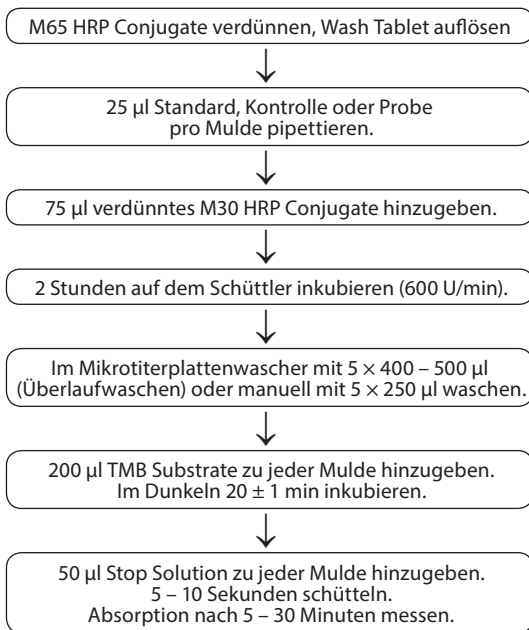 M65 HRP Conjugate verdünnen, Wash Tablet auflösen
25 µl Standard, Kontrolle oder Probe
pro Mulde pipettieren.
75 µl verdünntes M30 HRP Conjugate hinzugeben.
2 Stunden auf dem Schüttler inkubieren (600 U/min).
Im Mikrotiterplattenwascher mit 5 × 400 – 500 µl
(Überlaufwaschen) oder manuell mit 5 × 250 µl waschen.
200 µl TMB Substrate zu jeder Mulde hinzugeben.
Im Dunkeln 20 ± 1 min inkubieren.
50 µl Stop Solution zu jeder Mulde hinzugeben.
5 – 10 Sekunden schütteln.
Absorption nach 5 – 30 Minuten messen.